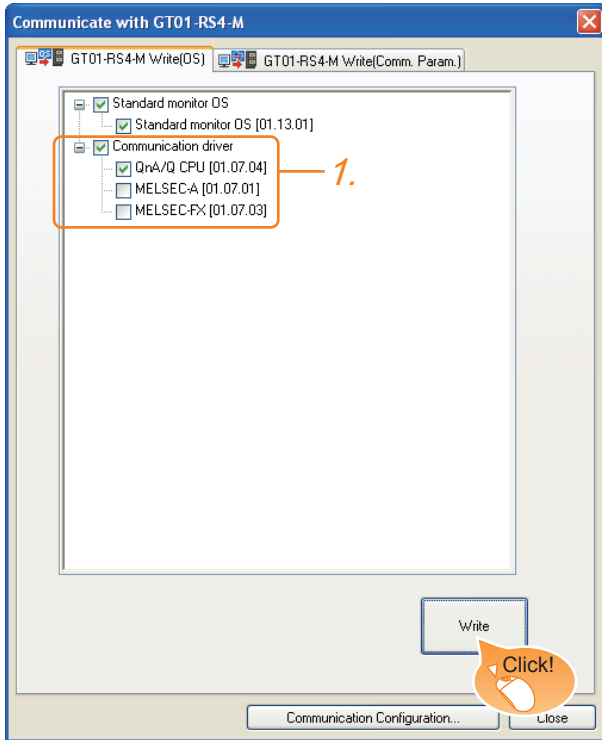 Communicate with GT01-RS4-M
GT01-RS4-M Write(OS) GT01-RS4-M Write(Comm. Param.)
Standard monitor OS
Standard monitor OS [01.13.01]
Communication driver
QnA/Q CPU [01.07.04]
1.
MELSEC-A [01.07.01]
MELSEC-FX [01.07.03]
Write
Click!
Communication Configuration... Close